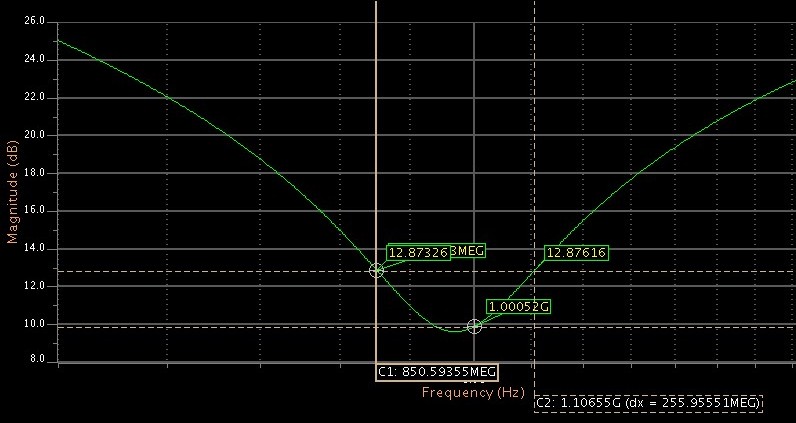 26.0
24.0
22.0
20.0
18.0
16.0
14.0
12.0
10.0
8.0
Magnitude (dB)
12.87326
3MEG
12.87616
1.00052G
C1: 850.59355MEG
Frequency (Hz)
C2: 1.10655G (dx = 255.95551MEG)